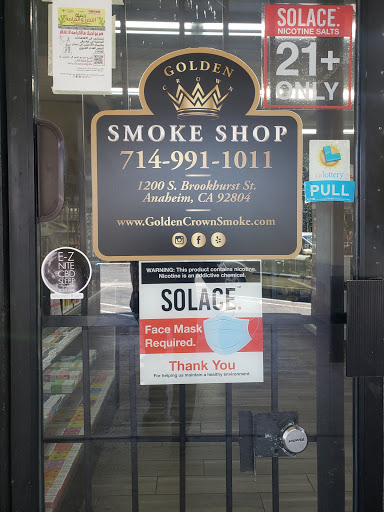 SOLACE.
NICOTINE SALTS
21+
ONLY
GOLDEN
CROWN
SMOKE SHOP
714-991-1011
1200 S. Brookhurst St.
Anaheim, CA 92804
www.GoldenCrownSmoke.com
lottery
PULL
E-Z
NITE
CBD
SLEEP
WARNING: This product contains nicotine.
Nicotine is an addictive chemical.
SOLACE.
Face Mask
Required.
Thank You
For helping us maintain a healthy environment.